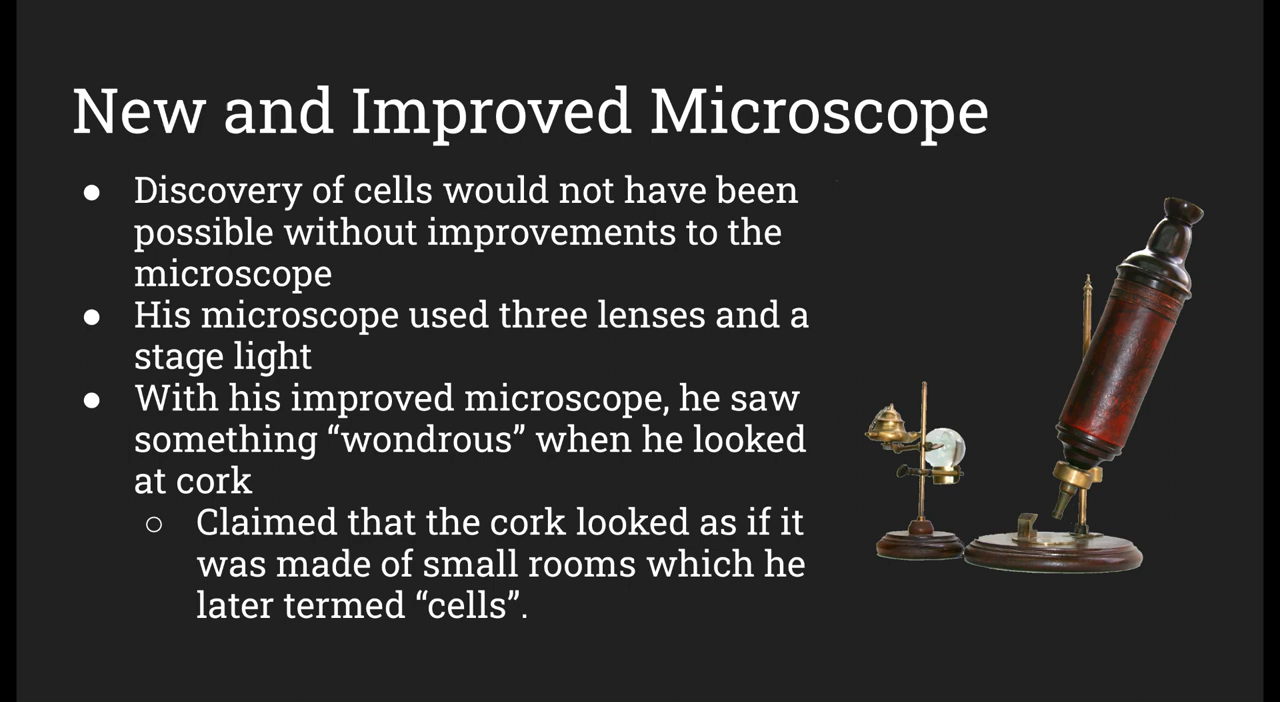 New and Improved Microscope
● Discovery of cells would not have been
possible without improvements to the
microscope
● His microscope used three lenses and a
stage light
● With his improved microscope, he saw
something “wondrous” when he looked
at cork
○ Claimed that the cork looked as if it
was made of small rooms which he
later termed “cells”.